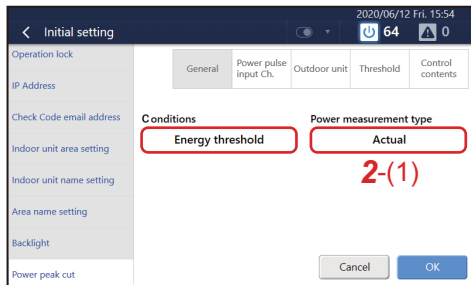 2020/06/12 Fri. 15:54
Initial setting
64
0
Operation lock
IP Address
Check Code email address
Indoor unit area setting
Indoor unit name setting
Area name setting
Backlight
Power peak cut
General
Power pulse
input Ch.
Outdoor unit
Threshold
Control
contents
Conditions
Power measurement type
Energy threshold
Actual
2-(1)
Cancel
OK